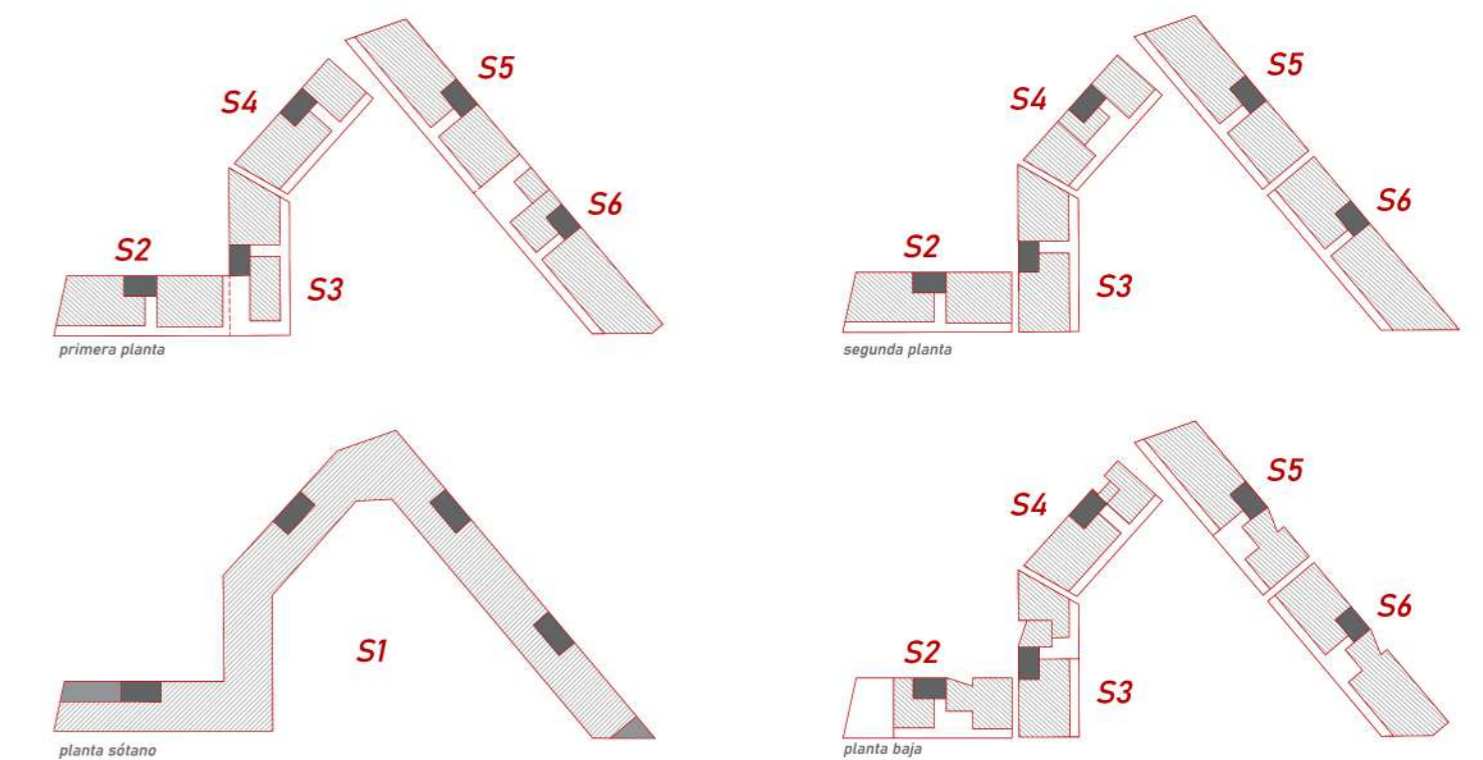 S5
S4
S6
S2
S3
primera planta
S5
S4
S6
S2
S3
segunda planta
S1
planta sótano
S5
S4
S6
S2
S3
planta baja